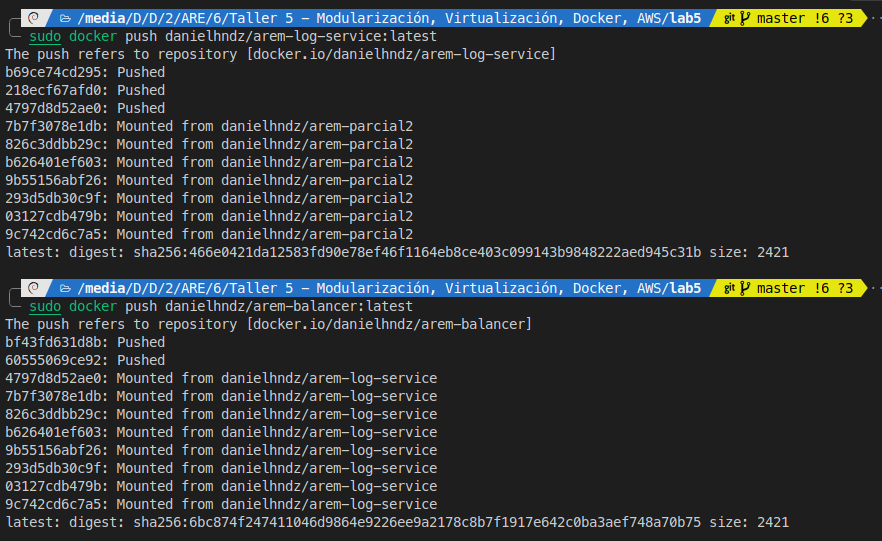 /media/D/D/2/ARE/6/Taller 5 – Modularización, Virtualización, Docker, AWS/lab5 git master !6 ?3
sudo docker push danielhndz/arem-log-service:latest
The push refers to repository [docker.io/danielhndz/arem-log-service]
b69ce74cd295: Pushed
218ecf67afd0: Pushed
4797d8d52ae0: Pushed
7b7f3078e1db: Mounted from danielhndz/arem-parcial2
826c3ddbb29c: Mounted from danielhndz/arem-parcial2
b626401ef603: Mounted from danielhndz/arem-parcial2
9b55156abf26: Mounted from danielhndz/arem-parcial2
293d5db30c9f: Mounted from danielhndz/arem-parcial2
03127cdb479b: Mounted from danielhndz/arem-parcial2
9c742cd6c7a5: Mounted from danielhndz/arem-parcial2
latest: digest: sha256:466e0421da12583fd90e78ef46f1164eb8ce403c099143b9848222aed945c31b size: 2421
/media/D/D/2/ARE/6/Taller 5 – Modularización, Virtualización, Docker, AWS/lab5 git master !6 ?3
sudo docker push danielhndz/arem-balancer:latest
The push refers to repository [docker.io/danielhndz/arem-balancer]
bf43fd631d8b: Pushed
60555069ce92: Pushed
4797d8d52ae0: Mounted from danielhndz/arem-log-service
7b7f3078e1db: Mounted from danielhndz/arem-log-service
826c3ddbb29c: Mounted from danielhndz/arem-log-service
b626401ef603: Mounted from danielhndz/arem-log-service
9b55156abf26: Mounted from danielhndz/arem-log-service
293d5db30c9f: Mounted from danielhndz/arem-log-service
03127cdb479b: Mounted from danielhndz/arem-log-service
9c742cd6c7a5: Mounted from danielhndz/arem-log-service
latest: digest: sha256:6bc874f247411046d9864e9226ee9a2178c8b7f1917e642c0ba3aef748a70b75 size: 2421